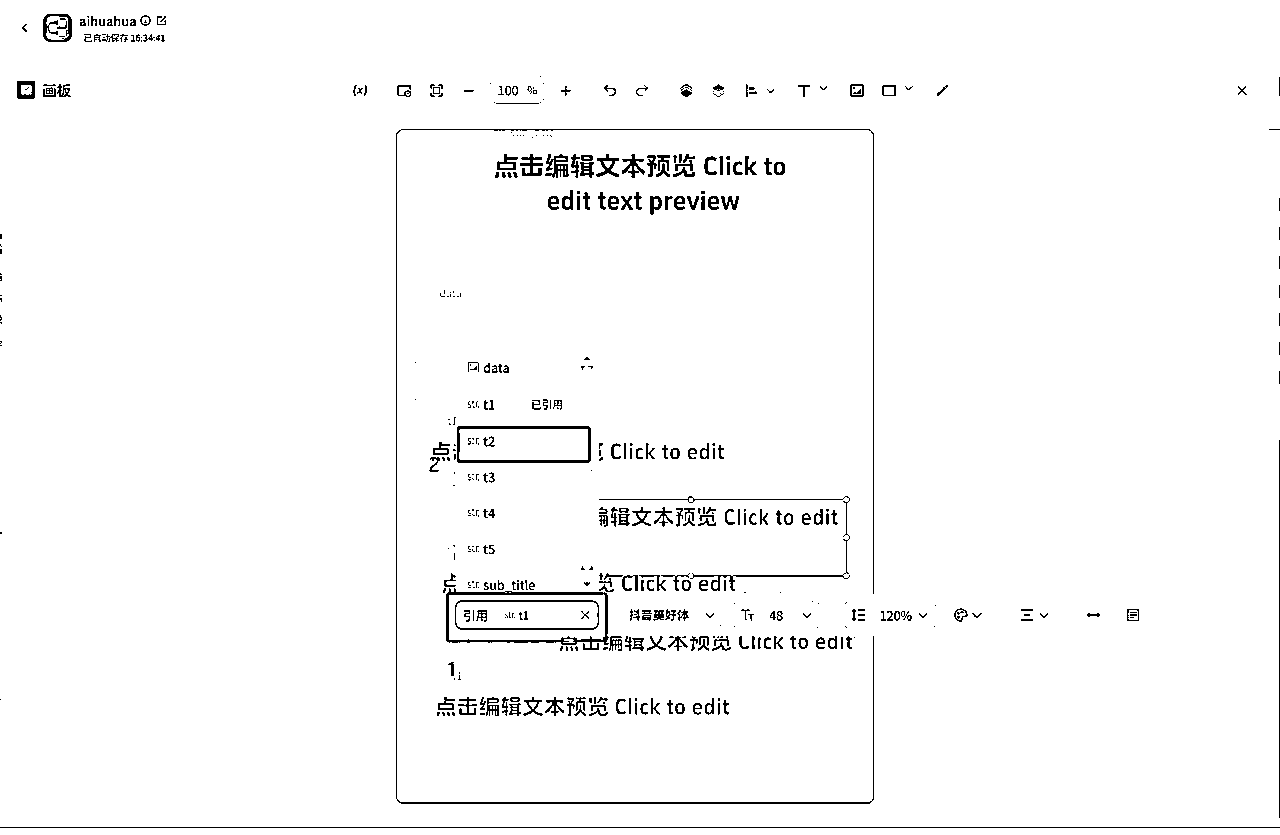 aihuahua
已自动保存 16:34:41
画板
(x)
100 %
点击编辑文本预览 Click to
edit text preview
data
data
str. t1 已引用
str. t2
Click to edit
2
str. t3
str. t4
辑文本预览 Click to edit
str. t5
点
str. sub_title
览 Click to edit
引用 str. t1
抖音美好体
48
120%
点击编辑文本预览 Click to edit
1
点击编辑文本预览 Click to edit